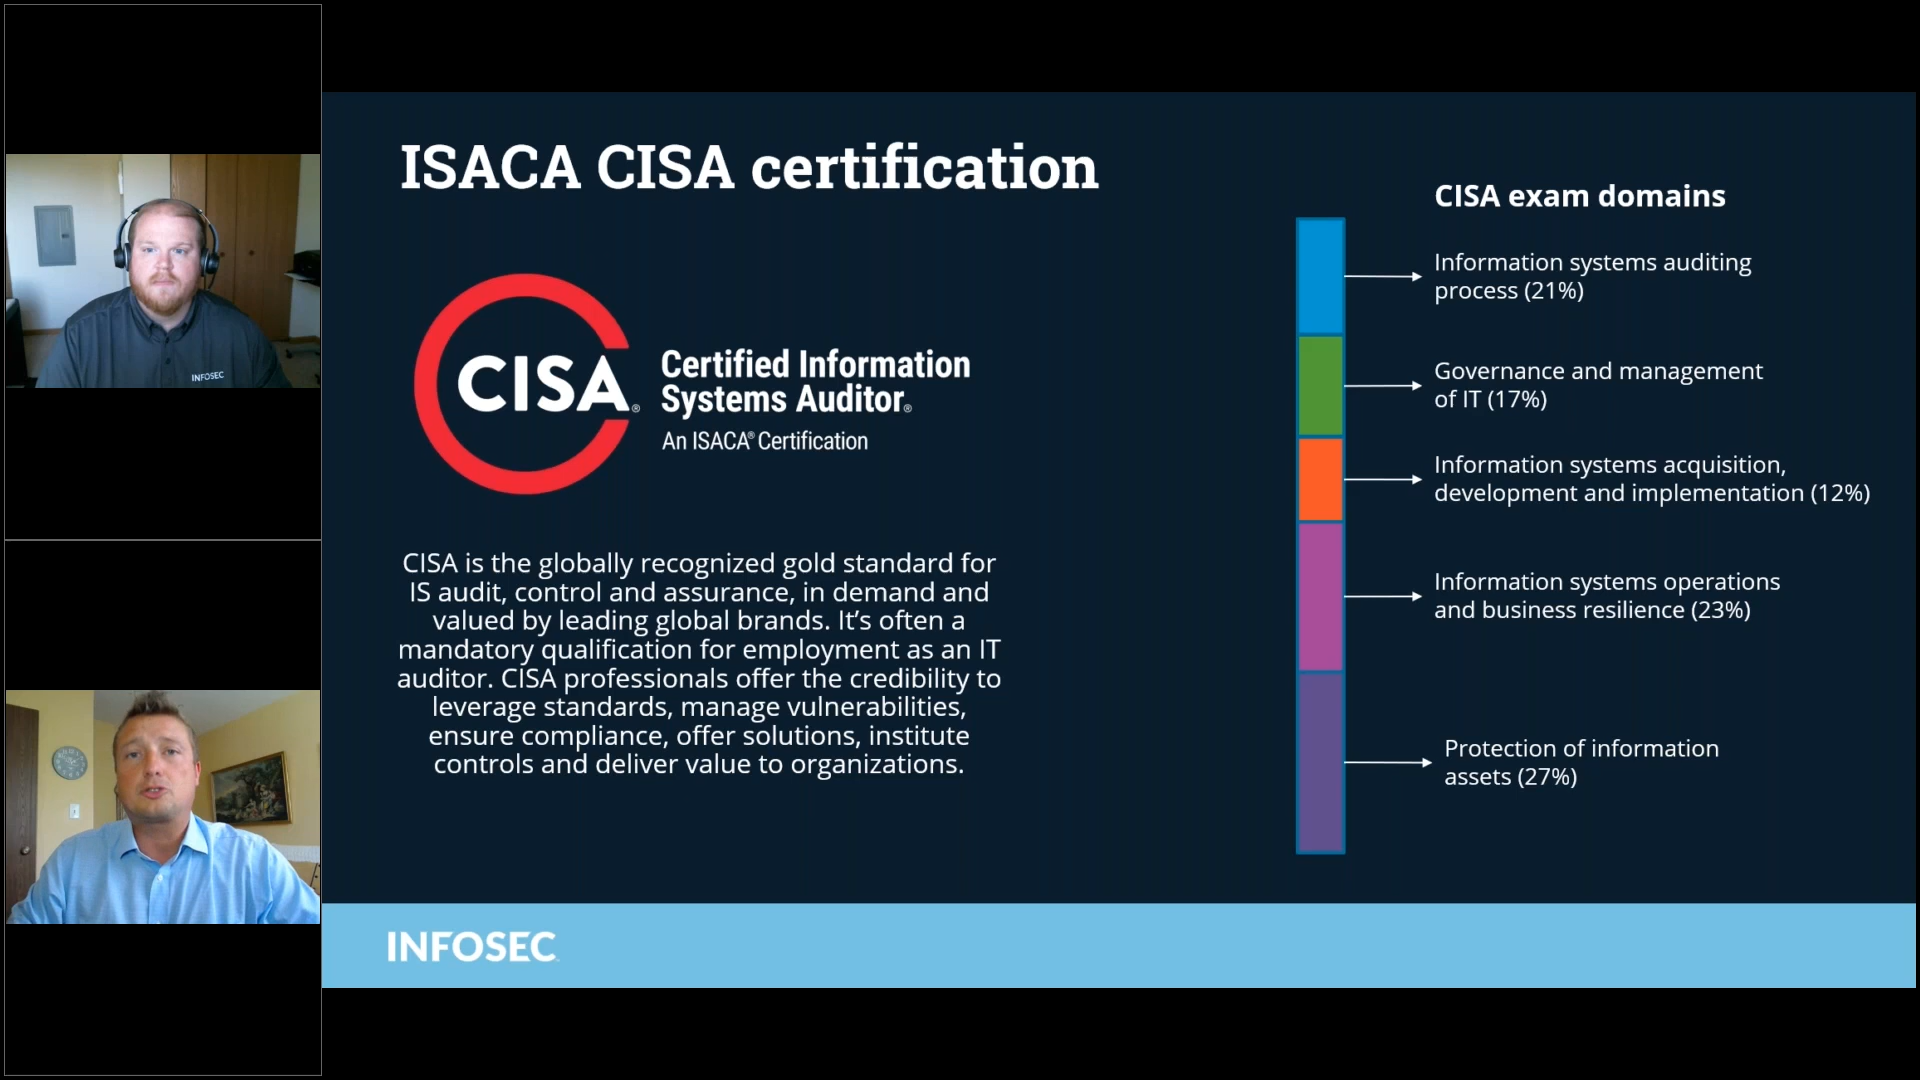 ISACA CISA certification
CISA®
Certified Information
Systems Auditor®
An ISACA® Certification
CISA is the globally recognized gold standard for
IS audit, control and assurance, in demand and
valued by leading global brands. It’s often a
mandatory qualification for employment as an IT
auditor. CISA professionals offer the credibility to
leverage standards, manage vulnerabilities,
ensure compliance, offer solutions, institute
controls and deliver value to organizations.
CISA exam domains
Information systems auditing
process (21%)
Governance and management
of IT (17%)
Information systems acquisition,
development and implementation (12%)
Information systems operations
and business resilience (23%)
Protection of information
assets (27%)
INFOSEC
INFOSEC